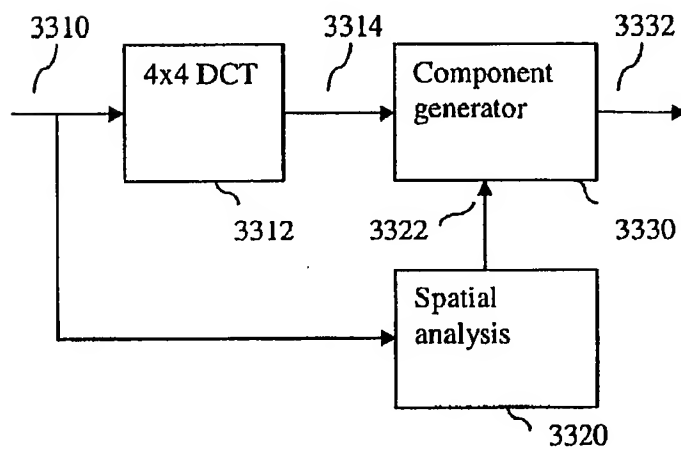 3310
3314
3332
4x4 DCT
Component
generator
3312
3322
3330
Spatial
analysis
3320